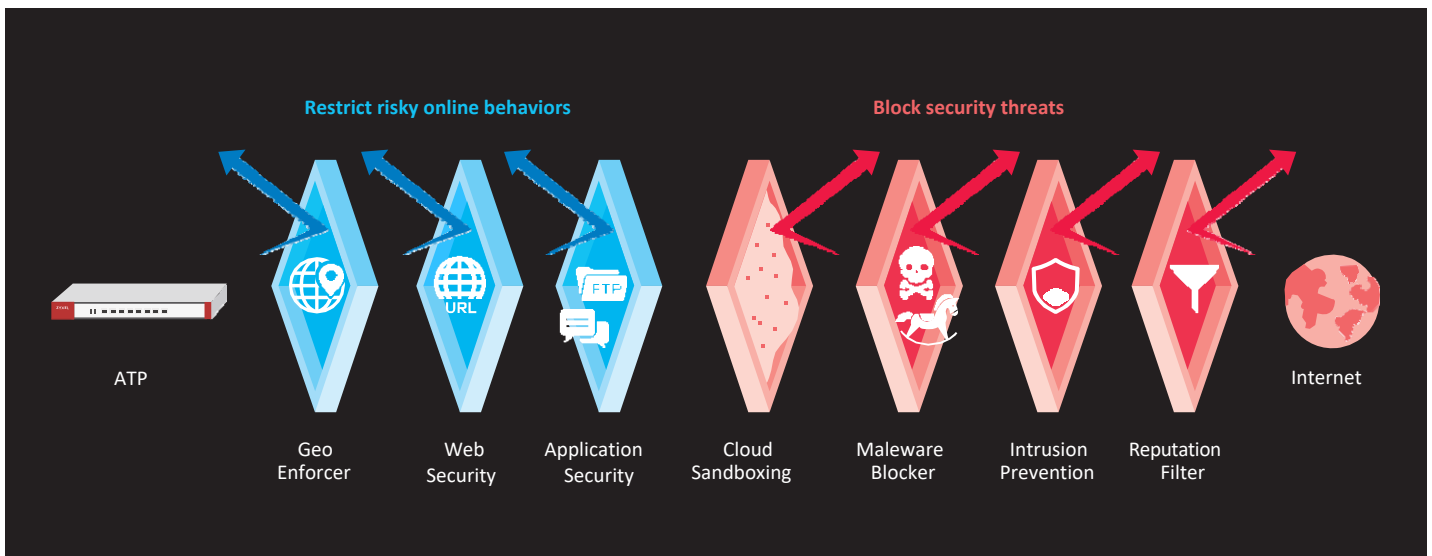 Restrict risky online behaviors
Block security threats
ZYXEL
FTP
URL
ATP
Internet
Geo
Enforcer
Web
Security
Application
Security
Cloud
Sandboxing
Maleware
Blocker
Intrusion
Prevention
Reputation
Filter